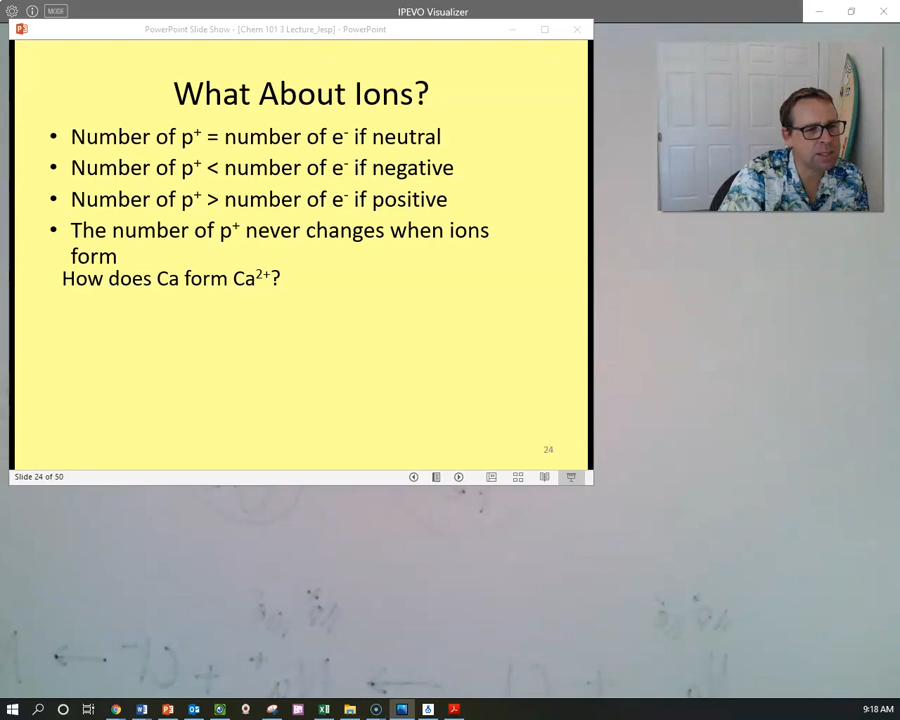 IPEVO Visualizer
MODE
PowerPoint Slide Show - [Chem 101 3 Lecture_Jesp] - PowerPoint
What About Ions?
• Number of p⁺ = number of e⁻ if neutral
• Number of p⁺ < number of e⁻ if negative
• Number of p⁺ > number of e⁻ if positive
• The number of p⁺ never changes when ions
form
How does Ca form Ca²⁺?
24
Slide 24 of 50
9:18 AM